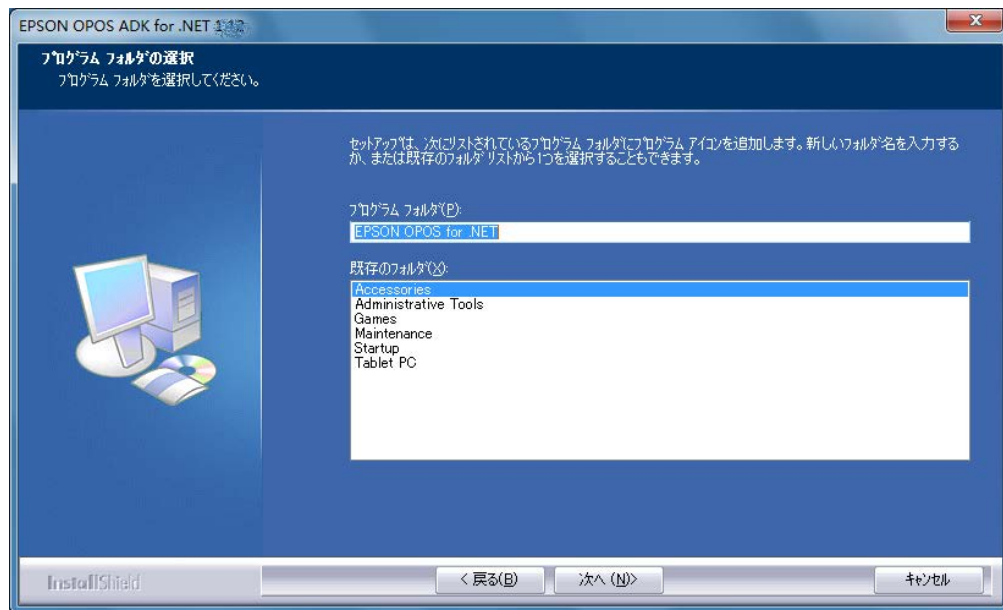 EPSON OPOS ADK for .NET
ﾌﾟﾛｸﾞﾗﾑ ﾌｫﾙﾀﾞの選択
ﾌﾟﾛｸﾞﾗﾑ ﾌｫﾙﾀﾞを選択してください。
ｾｯﾄｱｯﾌﾟは、次にﾘｽﾄされているﾌﾟﾛｸﾞﾗﾑ ﾌｫﾙﾀﾞにﾌﾟﾛｸﾞﾗﾑ ｱｲｺﾝを追加します。新しいﾌｫﾙﾀﾞ名を入力する
か、または既存のﾌｫﾙﾀﾞ ﾘｽﾄから1つを選択することもできます。
ﾌﾟﾛｸﾞﾗﾑ ﾌｫﾙﾀﾞ(P):
EPSON OPOS for .NET
既存のﾌｫﾙﾀﾞ(X):
Accessories
Administrative Tools
Games
Maintenance
Startup
Tablet PC
InstallShield
< 戻る(B)
次へ (N)>
ｷｬﾝｾﾙ